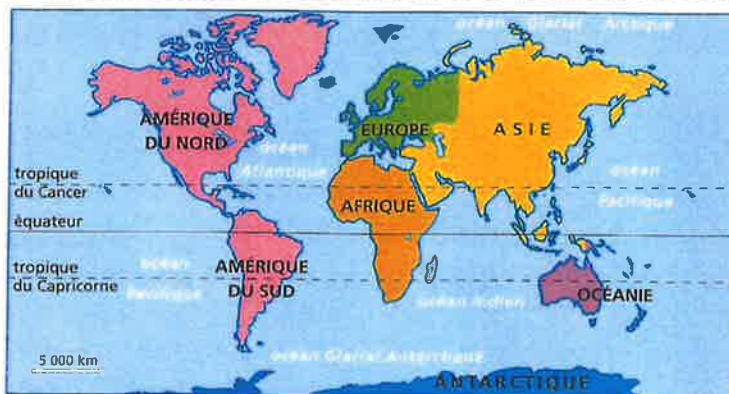 océan Glacial Arctique
AMÉRIQUE
DU NORD
EUROPE
ASIE
océan
Atlantique
tropique
du Cancer
océan
Pacifique
AFRIQUE
équateur
océan
Pacifique
AMÉRIQUE
DU SUD
tropique
du Capricorne
OCÉANIE
océan Indien
5 000 km
océan Glacial Antarctique
ANTARCTIQUE